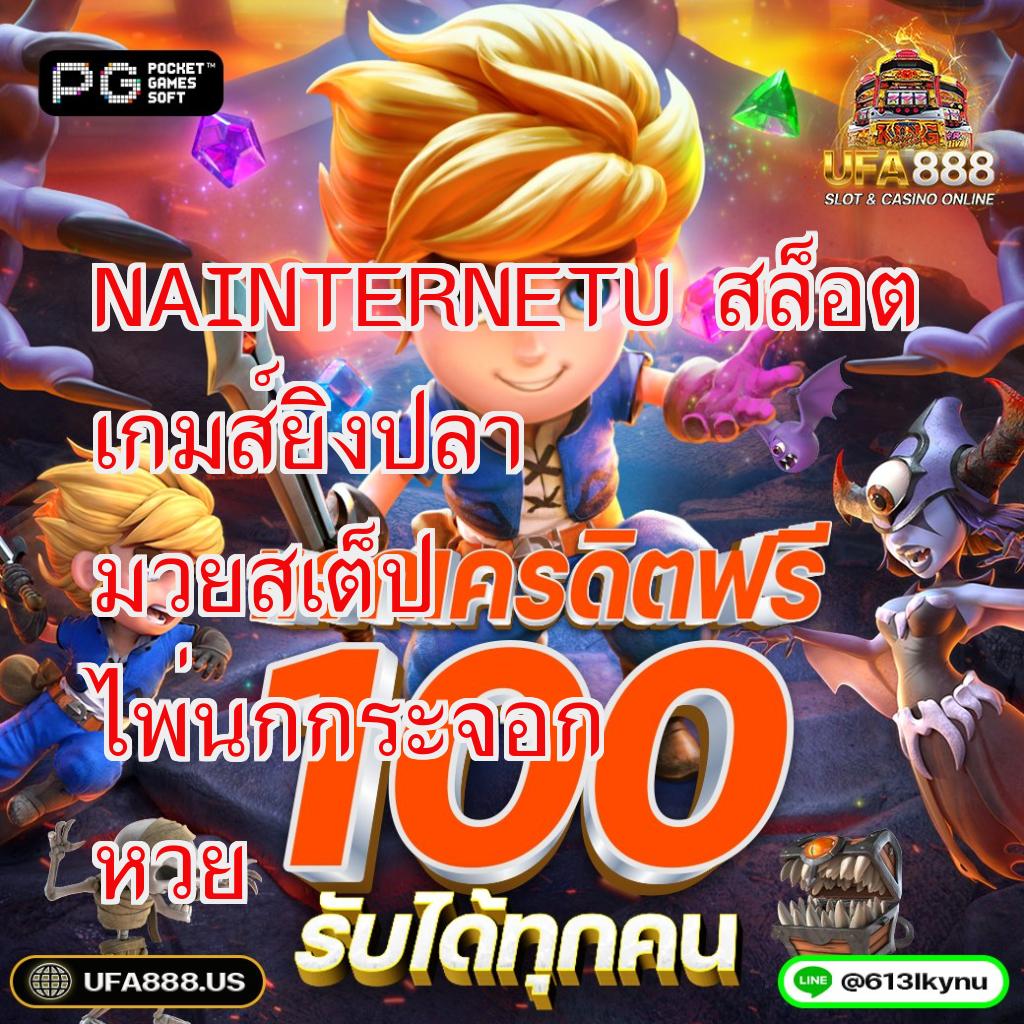 PG POCKET GAMES SOFT™
UFA888
SLOT & CASINO ONLINE
NAINTERNETU สล็อต
เกมส์ยิงปลา
มวยสเต็ป
เครดิตฟรี
ไพ่นกกระจอก
100
หวย
รับได้ทุกคน
UFA888.US
LINE @613lkynu